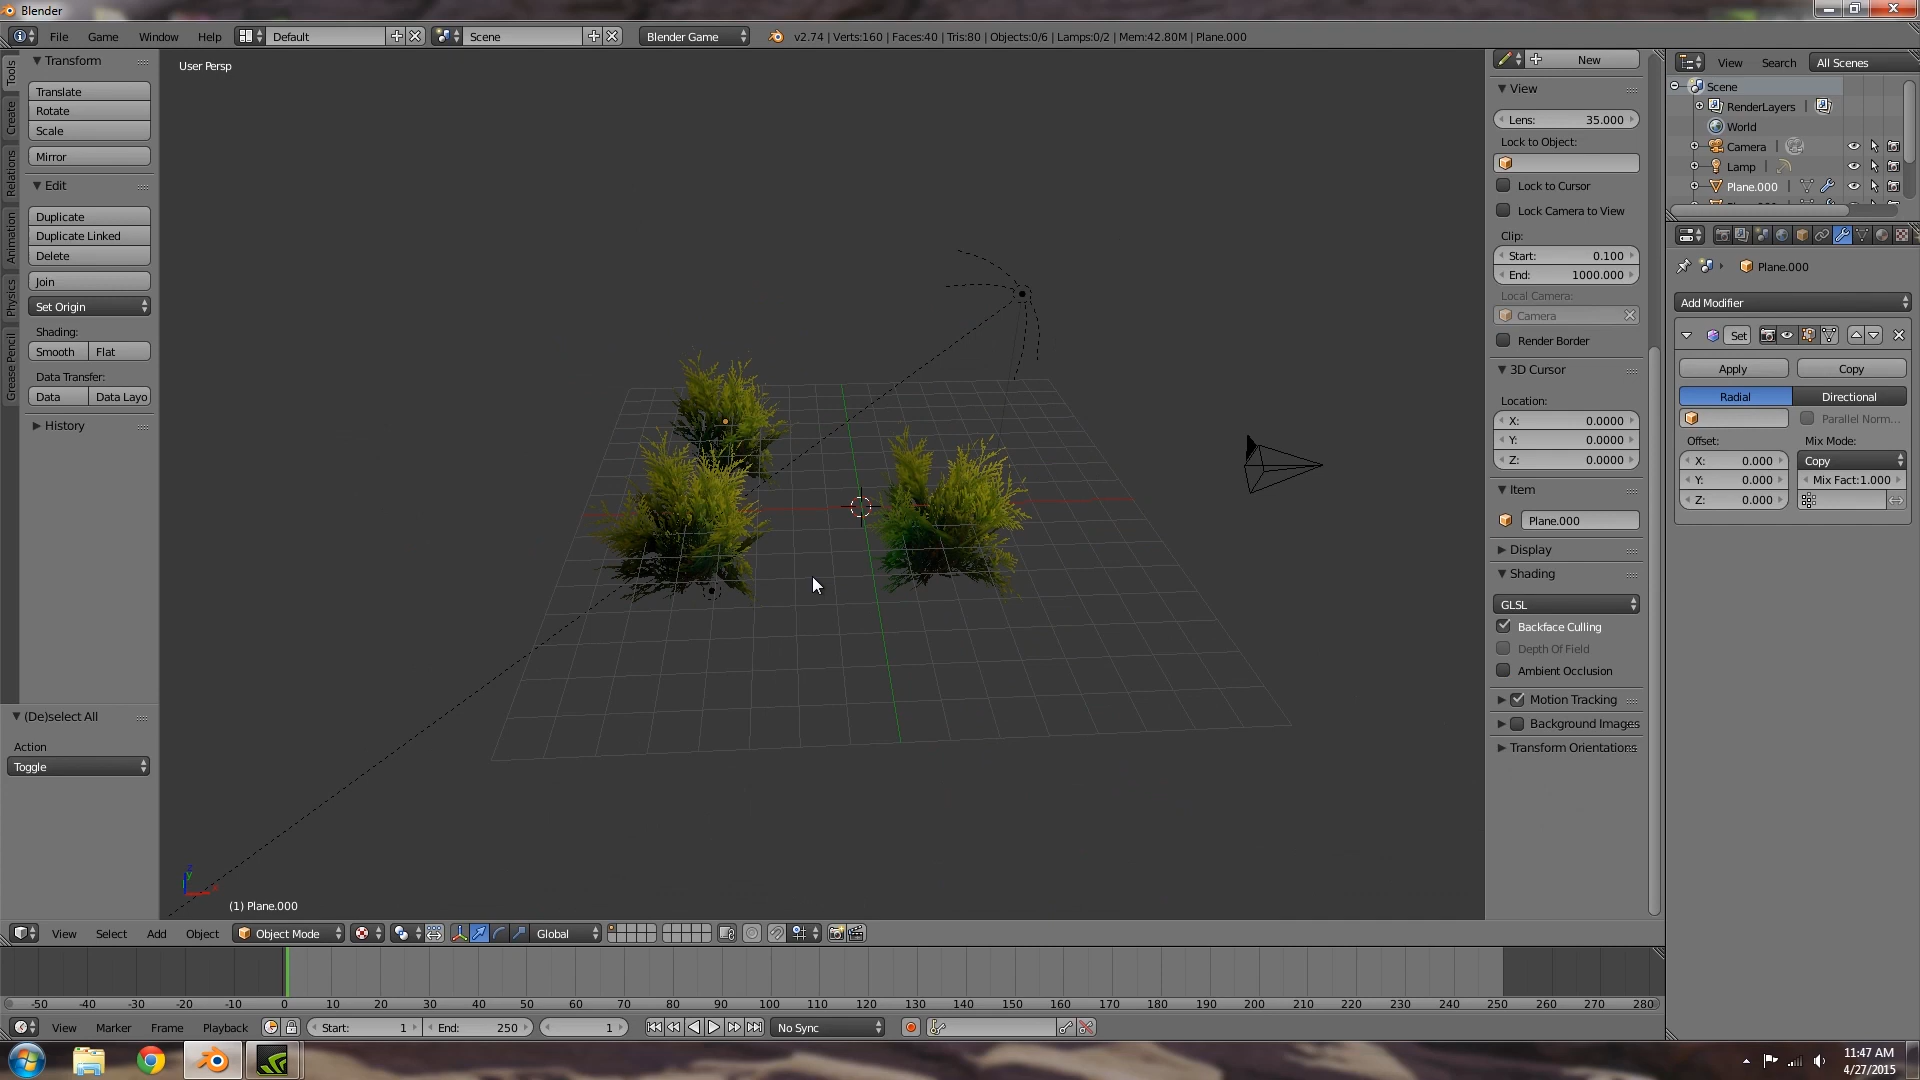 Blender
File Game Window Help Default Scene Blender Game v2.74 | Verts:160 | Faces:40 | Tris:80 | Objects:0/6 | Lamps:0/2 | Mem:42.80M | Plane.000
Tools
Create
Relations
Animation
Physics
Grease Pencil
Transform
Translate
Rotate
Scale
Mirror
Edit
Duplicate
Duplicate Linked
Delete
Join
Set Origin
Shading:
Smooth Flat
Data Transfer:
Data Data Layo
History
(De)select All
Action
Toggle
User Persp
(1) Plane.000
New
View
Lens: 35.000
Lock to Object:
Lock to Cursor
Lock Camera to View
Clip:
Start: 0.100
End: 1000.000
Local Camera:
Camera
Render Border
3D Cursor
Location:
X: 0.0000
Y: 0.0000
Z: 0.0000
Item
Plane.000
Display
Shading
GLSL
Backface Culling
Depth Of Field
Ambient Occlusion
Motion Tracking
Background Images
Transform Orientations
View Search All Scenes
Scene
RenderLayers
World
Camera
Lamp
Plane.000
Plane.000
Add Modifier
Set
Apply Copy
Radial Directional
Parallel Norm...
Offset: Mix Mode:
X: 0.000 Copy
Y: 0.000 Mix Fact:1.000
Z: 0.000
View Select Add Object Object Mode Global
-50 -40 -30 -20 -10 0 10 20 30 40 50 60 70 80 90 100 110 120 130 140 150 160 170 180 190 200 210 220 230 240 250 260 270 280
View Marker Frame Playback Start: 1 End: 250 1 No Sync
11:47 AM
4/27/2015